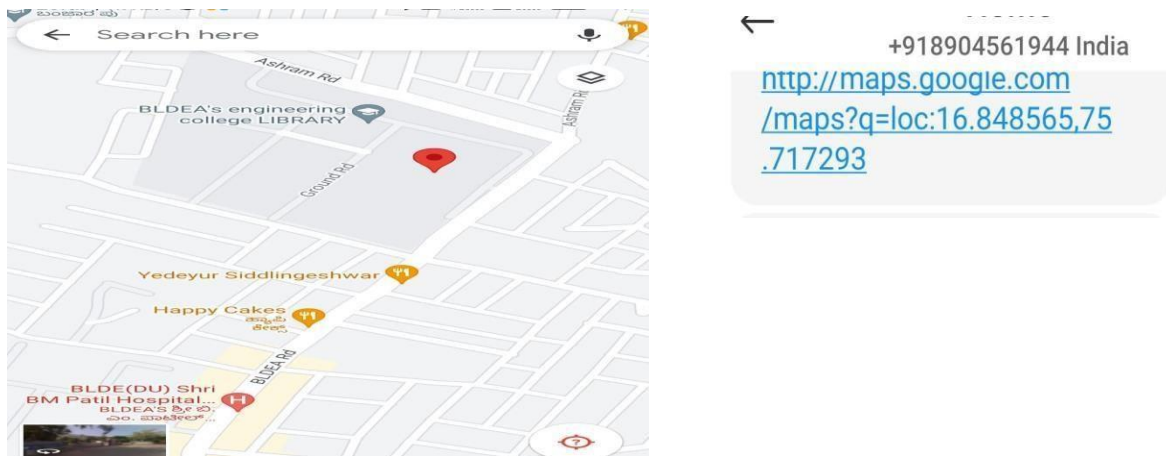 Search here
Ashram Rd
BLDEA's engineering
college LIBRARY
Ashram
Ground Rd
Yedeyur Siddlingeshwar
Happy Cakes
ಹ್ಯಾಪಿ
ಕೇಕ್ಸ್
BLDEA Rd
BLDE(DU) Shri
BM Patil Hospital...
BLDEA'S ಶ್ರೀ ಬಿ.
ಎಂ. ಪಾಟೀಲ್...
+918904561944 India
http://maps.google.com
/maps?q=loc:16.848565,75
.717293